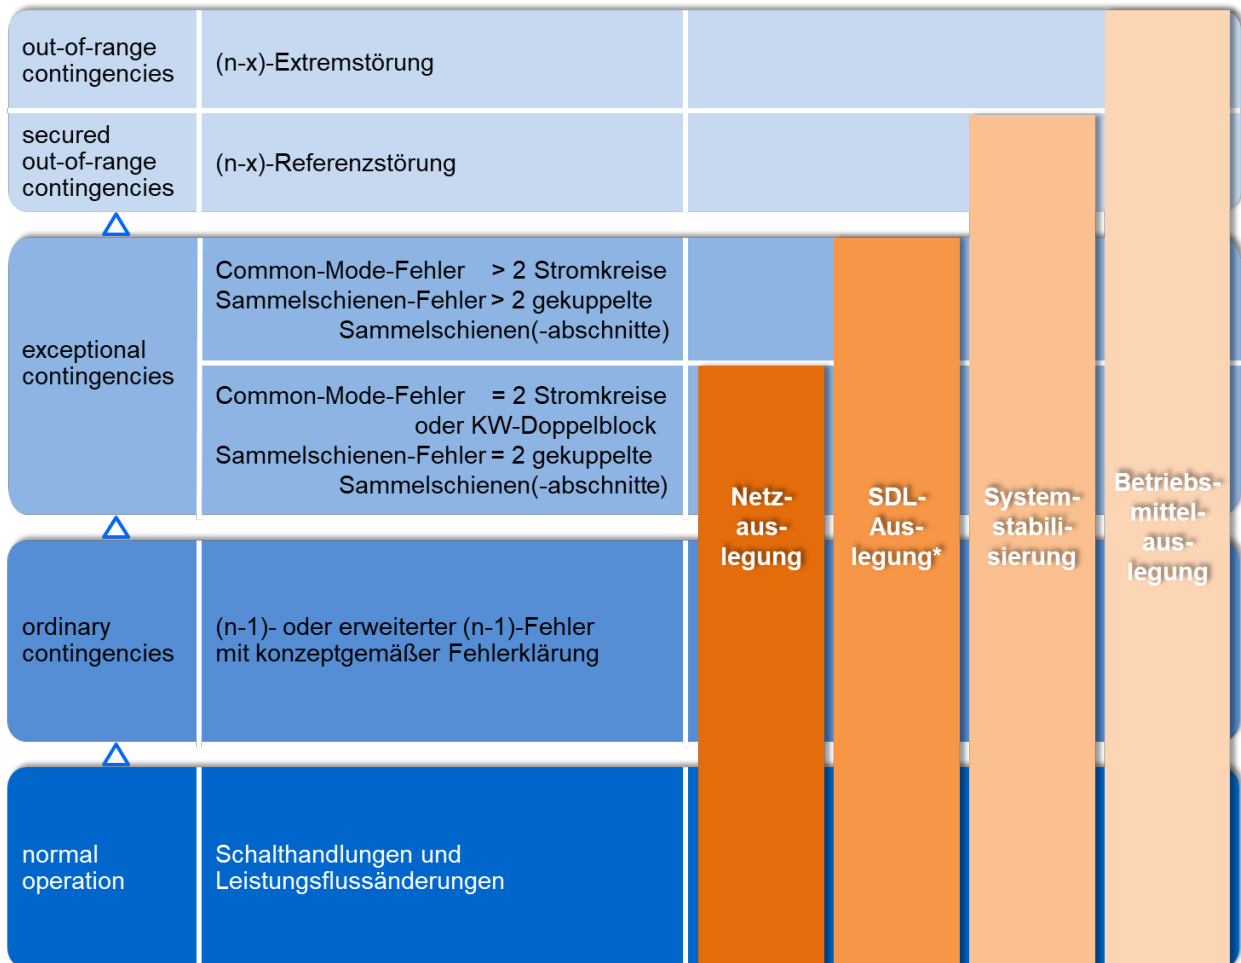 out-of-range
contingencies
(n-x)-Extremstörung
secured
out-of-range
contingencies
(n-x)-Referenzstörung
exceptional
contingencies
Common-Mode-Fehler > 2 Stromkreise
Sammelschienen-Fehler > 2 gekuppelte
Sammelschienen(-abschnitte)
Common-Mode-Fehler = 2 Stromkreise
oder KW-Doppelblock
Sammelschienen-Fehler = 2 gekuppelte
Sammelschienen(-abschnitte)
ordinary
contingencies
(n-1)- oder erweiterter (n-1)-Fehler
mit konzeptgemäßer Fehlerklärung
normal
operation
Schalthandlungen und
Leistungsflussänderungen
Netz-
aus-
legung
SDL-
Aus-
legung*
System-
stabili-
sierung
Betriebs-
mittel-
aus-
legung